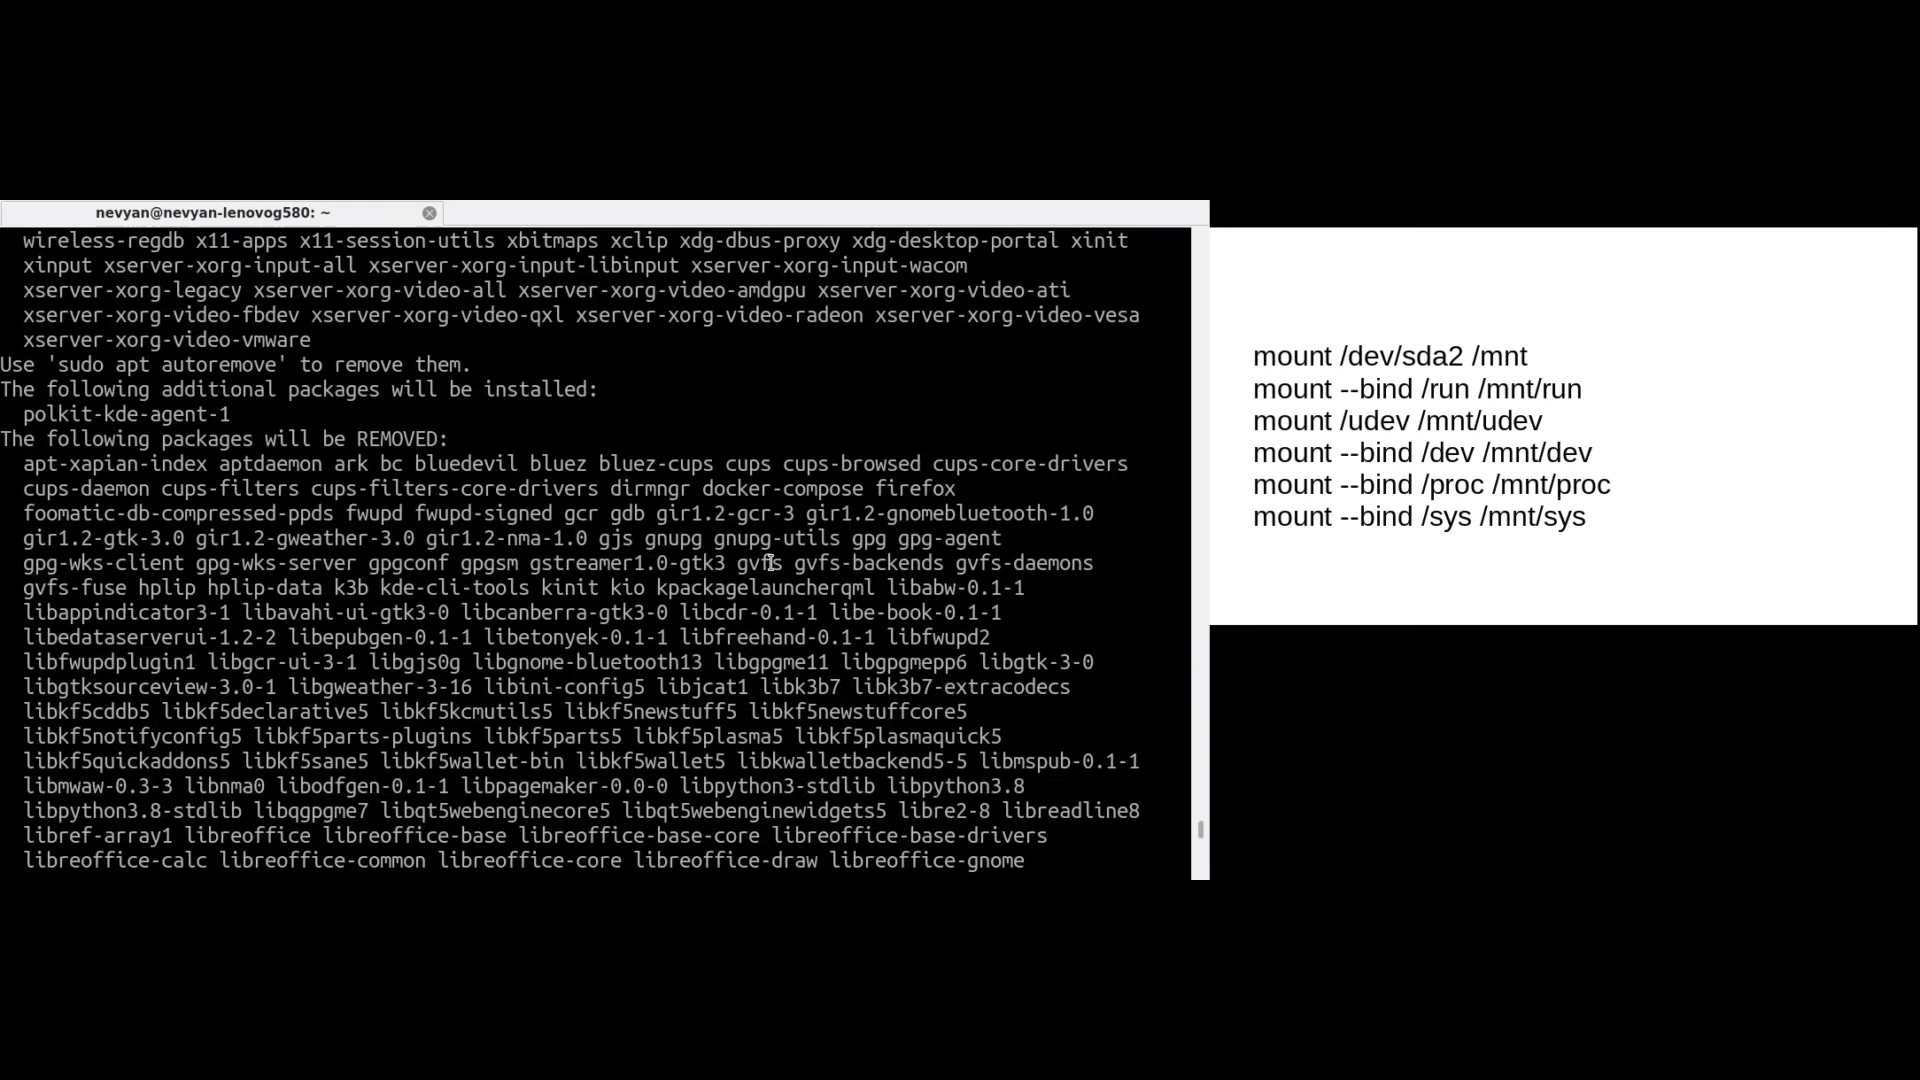 nevyan@nevyan-lenovog580: ~
wireless-regdb x11-apps x11-session-utils xbitmaps xclip xdg-dbus-proxy xdg-desktop-portal xinit
xinput xserver-xorg-input-all xserver-xorg-input-libinput xserver-xorg-input-wacom
xserver-xorg-legacy xserver-xorg-video-all xserver-xorg-video-amdgpu xserver-xorg-video-ati
xserver-xorg-video-fbdev xserver-xorg-video-qxl xserver-xorg-video-radeon xserver-xorg-video-vesa
xserver-xorg-video-vmware
Use 'sudo apt autoremove' to remove them.
The following additional packages will be installed:
polkit-kde-agent-1
The following packages will be REMOVED:
apt-xapian-index aptdaemon ark bc bluedevil bluez bluez-cups cups cups-browsed cups-core-drivers
cups-daemon cups-filters cups-filters-core-drivers dirmngr docker-compose firefox
foomatic-db-compressed-ppds fwupd fwupd-signed gcr gdb gir1.2-gcr-3 gir1.2-gnomebluetooth-1.0
gir1.2-gtk-3.0 gir1.2-gweather-3.0 gir1.2-nma-1.0 gjs gnupg gnupg-utils gpg gpg-agent
gpg-wks-client gpg-wks-server gpgconf gpgsm gstreamer1.0-gtk3 gvfs gvfs-backends gvfs-daemons
gvfs-fuse hplip hplip-data k3b kde-cli-tools kinit kio kpackagelauncherqml libabw-0.1-1
libappindicator3-1 libavahi-ui-gtk3-0 libcanberra-gtk3-0 libcdr-0.1-1 libe-book-0.1-1
libedataserverui-1.2-2 libepubgen-0.1-1 libetonyek-0.1-1 libfreehand-0.1-1 libfwupd2
libfwupdplugin1 libgcr-ui-3-1 libgjs0g libgnome-bluetooth13 libgpgme11 libgpgmepp6 libgtk-3-0
libgtksourceview-3.0-1 libgweather-3-16 libini-config5 libjcat1 libk3b7 libk3b7-extracodecs
libkf5cddb5 libkf5declarative5 libkf5kcmutils5 libkf5newstuff5 libkf5newstuffcore5
libkf5notifyconfig5 libkf5parts-plugins libkf5parts5 libkf5plasma5 libkf5plasmaquick5
libkf5quickaddons5 libkf5sane5 libkf5wallet-bin libkf5wallet5 libkwalletbackend5-5 libmspub-0.1-1
libmwaw-0.3-3 libnma0 libodfgen-0.1-1 libpagemaker-0.0-0 libpython3-stdlib libpython3.8
libpython3.8-stdlib libqgpgme7 libqt5webenginecore5 libqt5webenginewidgets5 libre2-8 libreadline8
libref-array1 libreoffice libreoffice-base libreoffice-base-core libreoffice-base-drivers
libreoffice-calc libreoffice-common libreoffice-core libreoffice-draw libreoffice-gnome
mount /dev/sda2 /mnt
mount --bind /run /mnt/run
mount /udev /mnt/udev
mount --bind /dev /mnt/dev
mount --bind /proc /mnt/proc
mount --bind /sys /mnt/sys